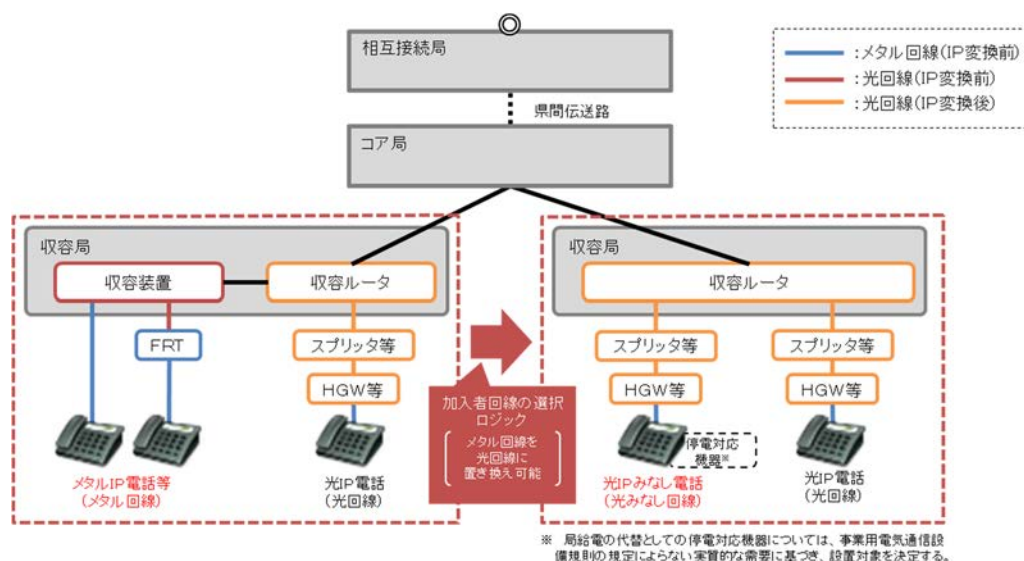 相互接続局
県間伝送路
コア局
:メタル回線(IP変換前)
:光回線(IP変換前)
:光回線(IP変換後)
収容局
収容装置
収容ルータ
FRT
スプリッタ等
HGW等
メタルIP電話等
(メタル回線)
光IP電話
(光回線)
加入者回線の選択
ロジック
メタル回線を
光回線に
置き換え可能
収容局
収容ルータ
スプリッタ等
スプリッタ等
HGW等
HGW等
停電対応
機器※
光IPみなし電話
(光みなし回線)
光IP電話
(光回線)
※ 局給電の代替としての停電対応機器については、事業用電気通信設
備規則の規定によらない実質的な需要に基づき、設置対象を決定する。